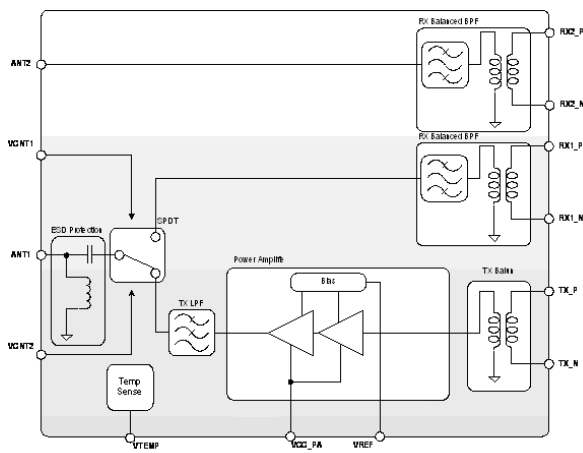 RX Balanced BPF
RX2_P
ANT2
RX2_N
VCNT1
RX Balanced BPF
RX1_P
SPDT
RX1_N
ESD Protection
ANT1
Power Amplifie
TX Balun
Bias
TX_P
TX LPF
VCNT2
TX_N
Temp
Sense
VTEMP
VCC_PA
VREF